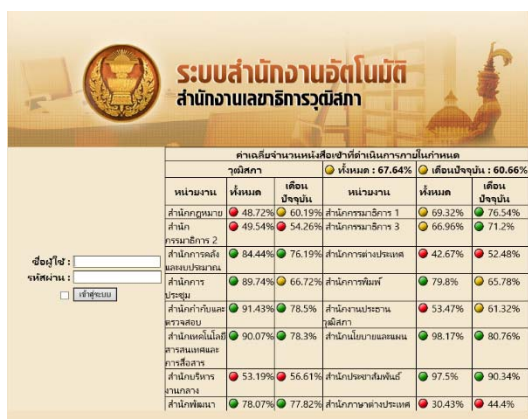 ระบบสำนักงานอัตโนมัติ
สำนักงานเลขาธิการวุฒิสภา
ค่าเฉลี่ยจำนวนหนังสือเข้าที่ดำเนินการภายในกำหนด
วุฒิสภา ทั้งหมด : 67.64% เดือนปัจจุบัน : 60.66%
หน่วยงาน ทั้งหมด เดือนปัจจุบัน หน่วยงาน ทั้งหมด เดือนปัจจุบัน
สำนักกฎหมาย 48.72% 60.19% สำนักกรรมาธิการ 1 69.32% 76.54%
สำนักกรรมาธิการ 2 49.54% 54.26% สำนักกรรมาธิการ 3 66.96% 71.2%
สำนักการคลังและงบประมาณ 84.44% 76.19% สำนักการต่างประเทศ 42.67% 52.48%
สำนักการประชุม 89.74% 66.72% สำนักการพิมพ์ 79.8% 65.78%
สำนักกำกับและตรวจสอบ 91.43% 78.5% สำนักงานประธานวุฒิสภา 53.47% 61.32%
สำนักเทคโนโลยีสารสนเทศและการสื่อสาร 90.07% 78.3% สำนักนโยบายและแผน 98.17% 80.76%
สำนักบริหารงานกลาง 53.19% 56.61% สำนักประชาสัมพันธ์ 97.5% 90.34%
สำนักพัฒนา 78.07% 77.82% สำนักภาษาต่างประเทศ 30.43% 44.4%
ชื่อผู้ใช้ :
รหัสผ่าน :
เข้าสู่ระบบ